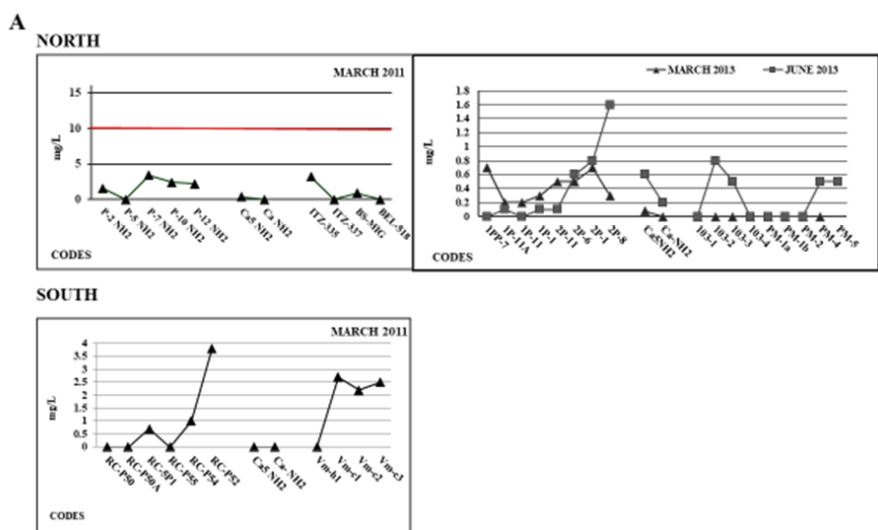 A
NORTH
MARCH 2011
15
10
5
0
mg/L
P-2 NH2
P-5 NH2
P-7 NH2
P-10 NH2
P-12 NH2
Ca5 NH2
Ca NH2
ITZ-335
ITZ-337
BS-MIG
BEL-518
CODES
MARCH 2013 JUNE 2013
1.8
1.6
1.4
1.2
1
0.8
0.6
0.4
0.2
0
mg/L
1PP-7
1P-11A
1P-11
1P-1
2P-11
2P-6
2P-1
2P-8
Ca5NH2
Ca-NH2
103-1
103-2
103-3
103-4
PM-1a
PM-1b
PM-2
PM-4
PM-5
CODES
SOUTH
MARCH 2011
4
3.5
3
2.5
2
1.5
1
0.5
0
mg/L
RC-P50
RC-P50A
RC-5P1
RC-P55
RC-P54
RC-P52
Ca5 NH2
Ca- NH2
Vm-h1
Vm-c1
Vm-c2
Vm-c3
CODES